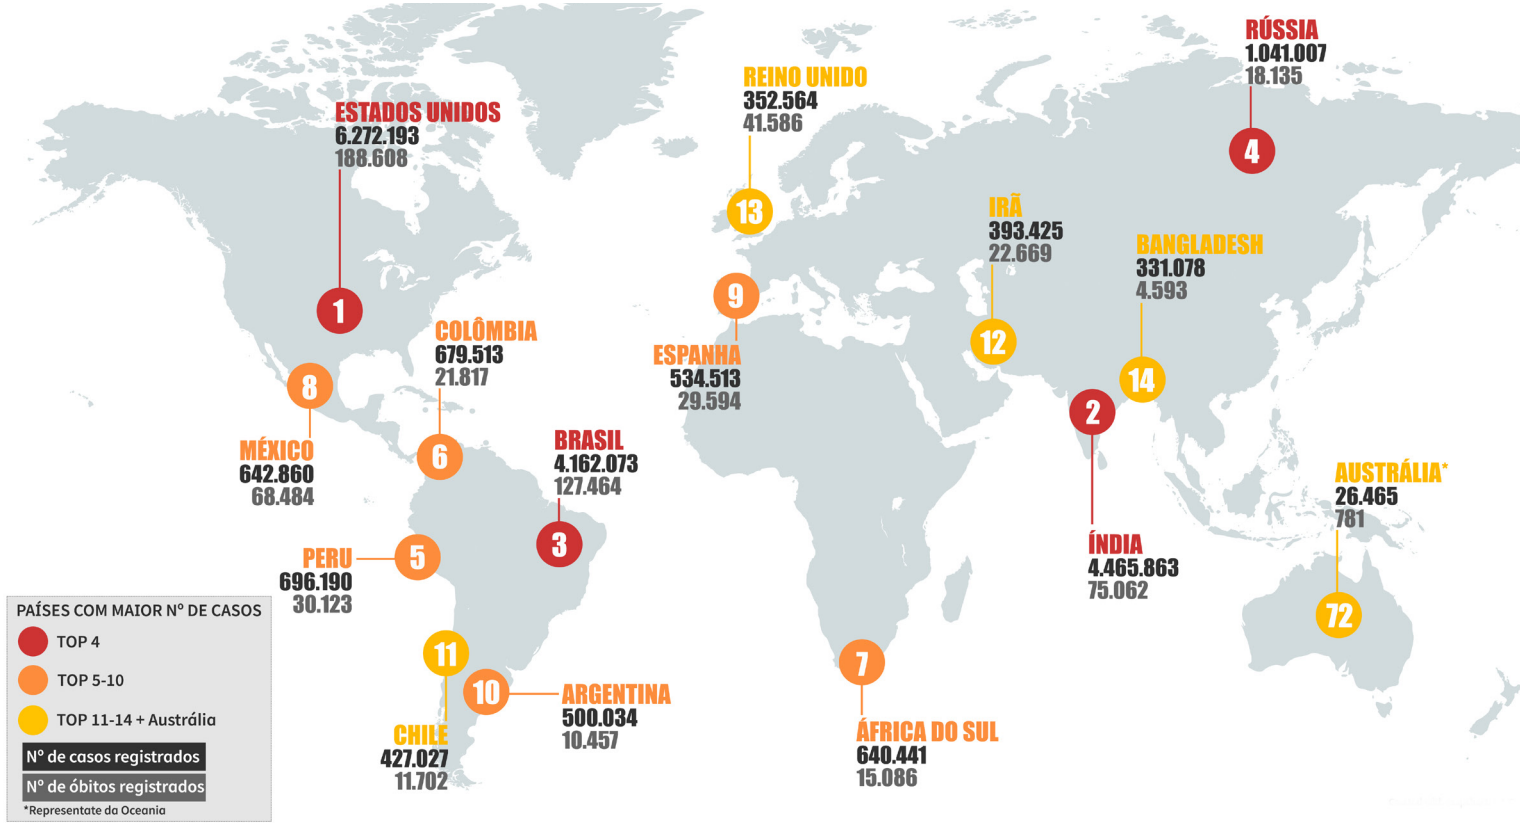 RÚSSIA
1.041.007
18.135
4
REINO UNIDO
352.564
41.586
13
ESTADOS UNIDOS
6.272.193
188.608
1
IRÃ
393.425
22.669
12
BANGLADESH
331.078
4.593
14
9
ESPANHA
534.513
29.594
COLÔMBIA
679.513
21.817
6
8
MÉXICO
642.860
68.484
BRASIL
4.162.073
127.464
3
2
ÍNDIA
4.465.863
75.062
AUSTRÁLIA*
26.465
781
72
PERU
696.190
30.123
5
11
CHILE
427.027
11.702
10
ARGENTINA
500.034
10.457
7
ÁFRICA DO SUL
640.441
15.086
PAÍSES COM MAIOR Nº DE CASOS
TOP 4
TOP 5-10
TOP 11-14 + Austrália
Nº de casos registrados
Nº de óbitos registrados
*Representate da Oceania